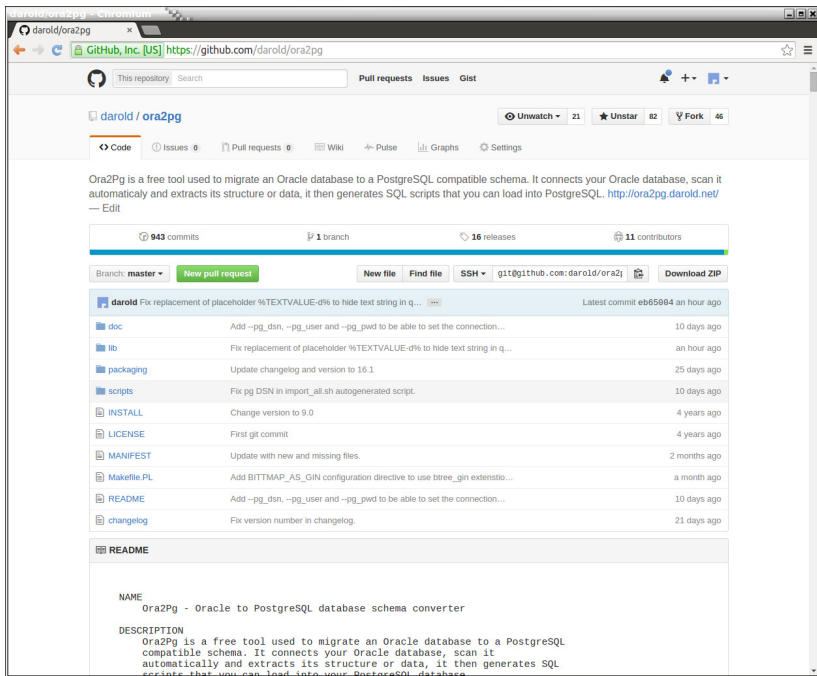 darold/ora2pg - Chromium
darold/ora2pg ×
GitHub, Inc. [US] https://github.com/darold/ora2pg
This repository Search Pull requests Issues Gist
darold / ora2pg Unwatch 21 Unstar 82 Fork 46
Code Issues 0 Pull requests 0 Wiki Pulse Graphs Settings
Ora2Pg is a free tool used to migrate an Oracle database to a PostgreSQL compatible schema. It connects your Oracle database, scan it
automaticaly and extracts its structure or data, it then generates SQL scripts that you can load into PostgreSQL. http://ora2pg.darold.net/
— Edit
943 commits 1 branch 16 releases 11 contributors
Branch: master New pull request New file Find file SSH git@github.com:darold/ora2p Download ZIP
darold Fix replacement of placeholder %TEXTVALUE-d% to hide text string in q… ... Latest commit eb65004 an hour ago
doc Add --pg_dsn, --pg_user and --pg_pwd to be able to set the connection… 10 days ago
lib Fix replacement of placeholder %TEXTVALUE-d% to hide text string in q… an hour ago
packaging Update changelog and version to 16.1 25 days ago
scripts Fix pg DSN in import_all.sh autogenerated script. 10 days ago
INSTALL Change version to 9.0 4 years ago
LICENSE First git commit 4 years ago
MANIFEST Update with new and missing files. 2 months ago
Makefile.PL Add BITTMAP_AS_GIN configuration directive to use btree_gin extenstio… a month ago
README Add --pg_dsn, --pg_user and --pg_pwd to be able to set the connection… 10 days ago
changelog Fix version number in changelog. 21 days ago
README
NAME
Ora2Pg - Oracle to PostgreSQL database schema converter
DESCRIPTION
Ora2Pg is a free tool used to migrate an Oracle database to a PostgreSQL
compatible schema. It connects your Oracle database, scan it
automatically and extracts its structure or data, it then generates SQL
scripts that you can load into your PostgreSQL database.